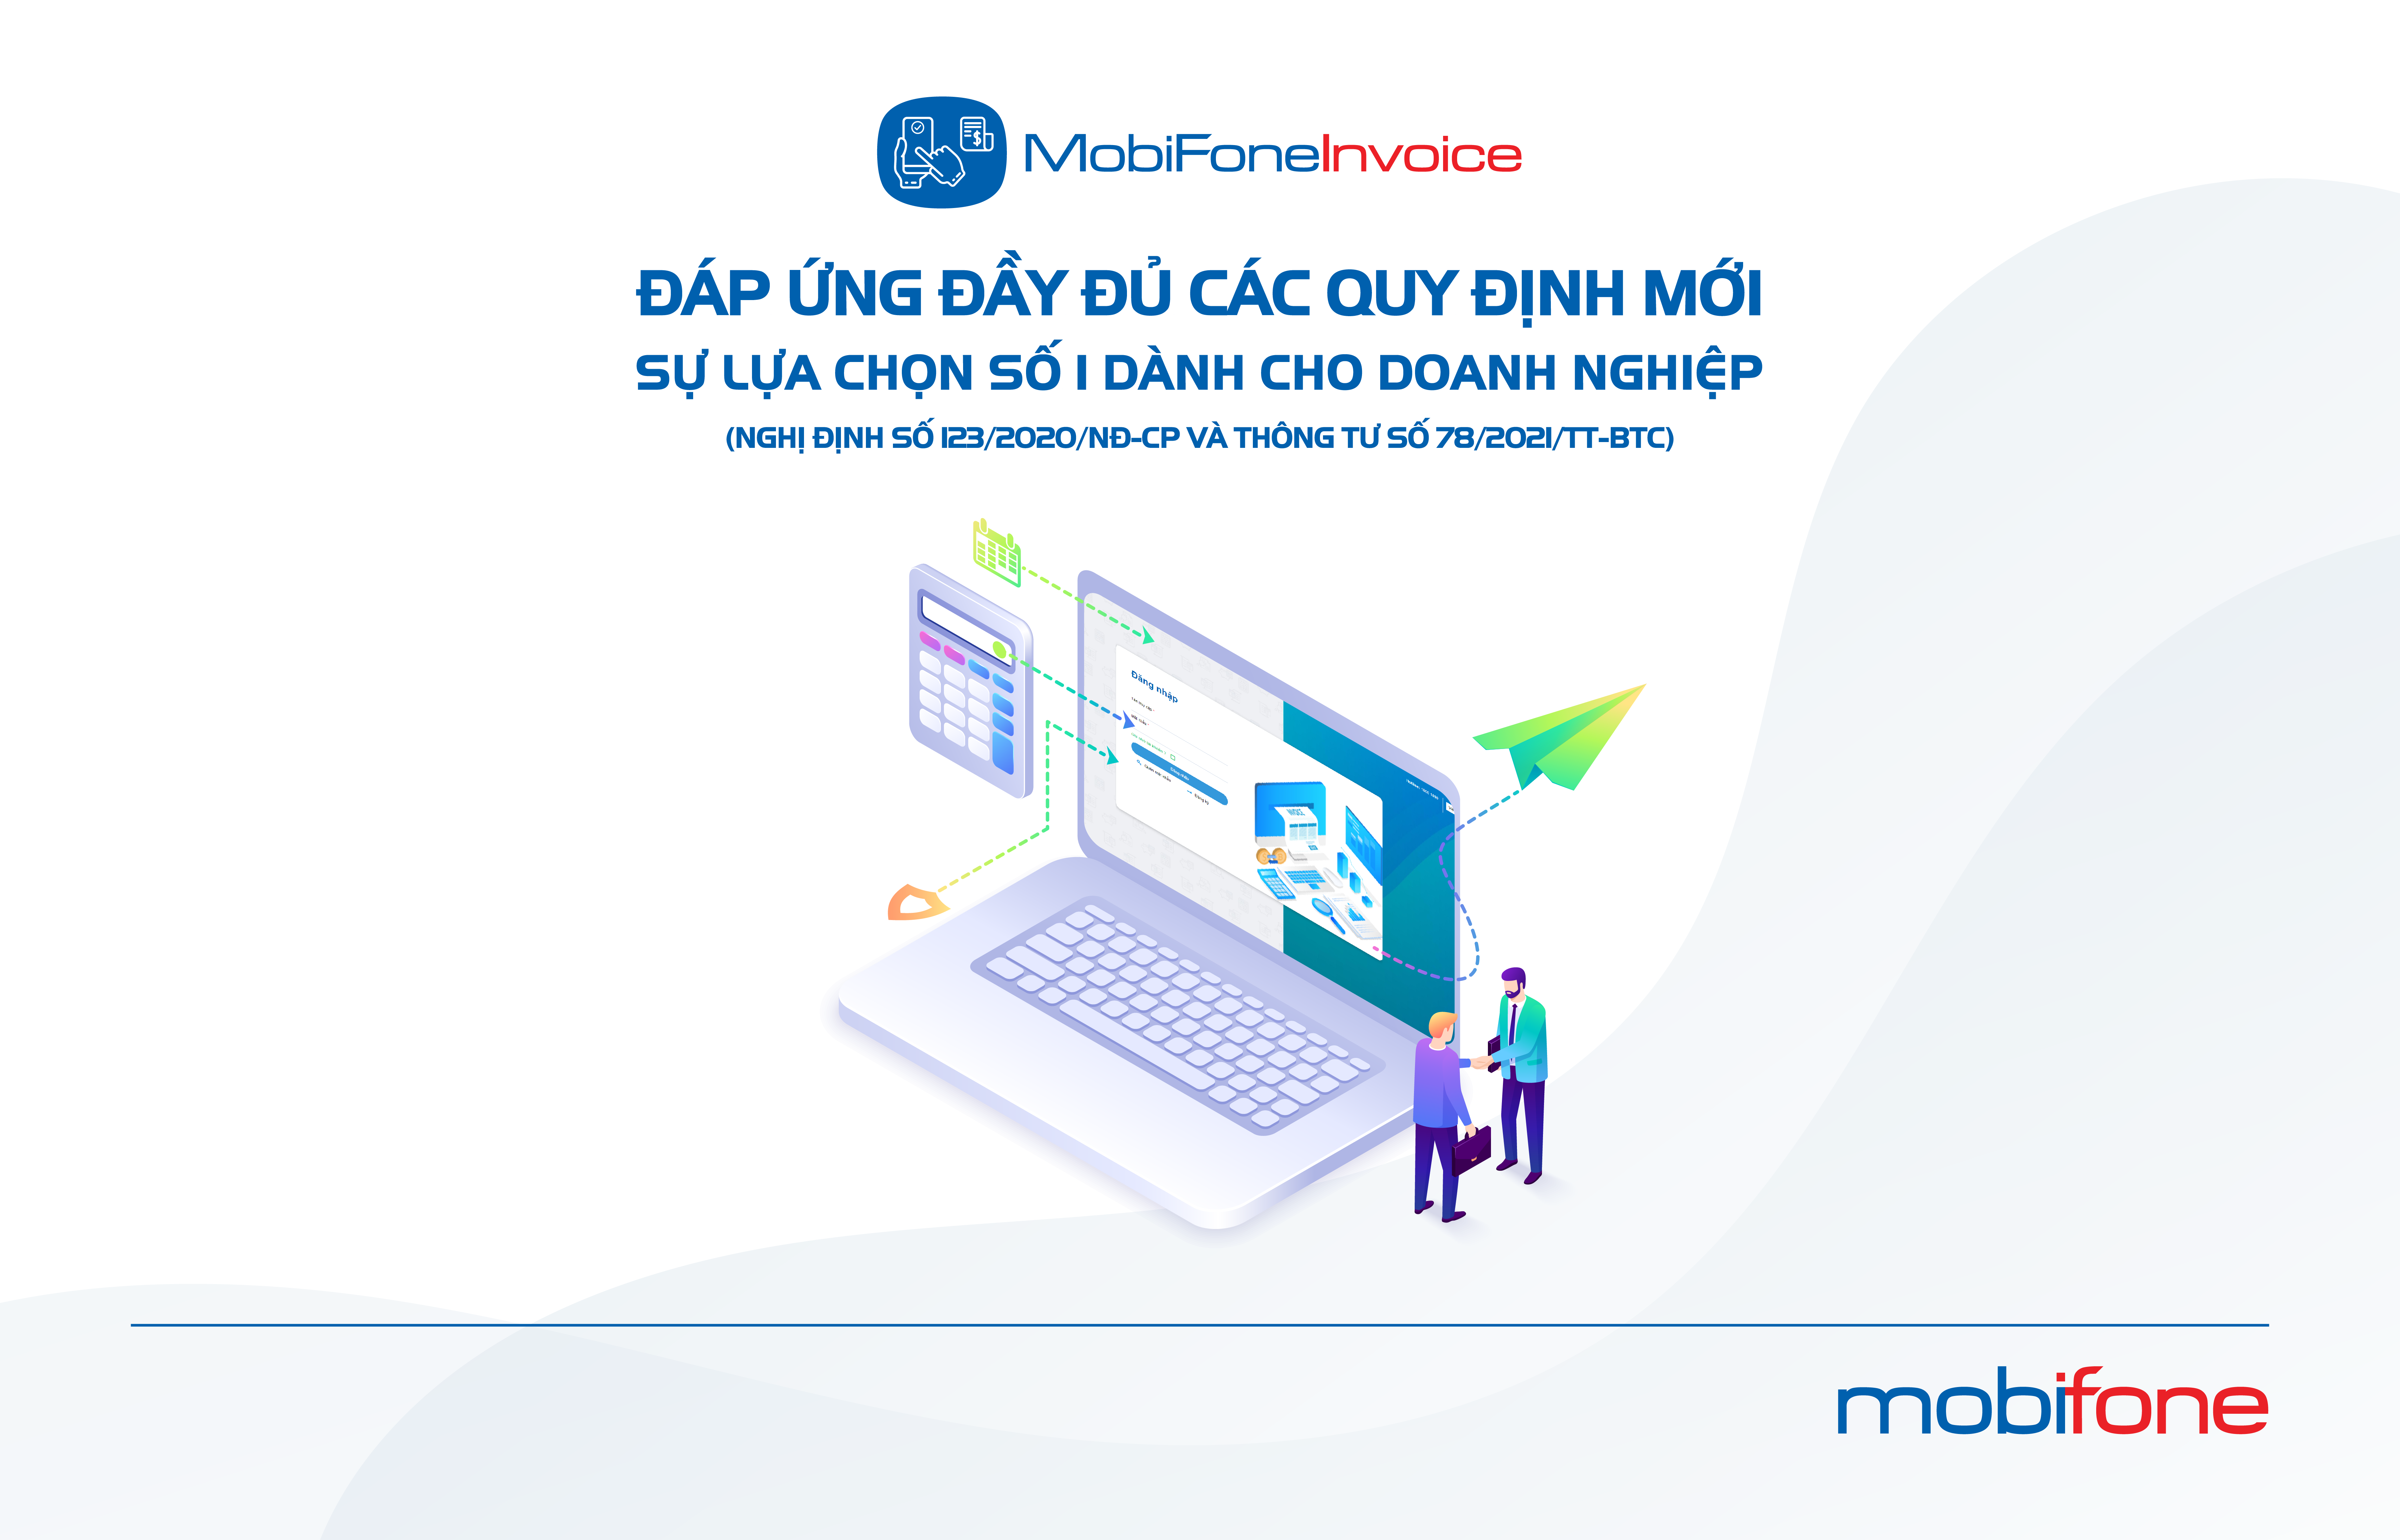 MobiFoneInvoice
ĐÁP ỨNG ĐẦY ĐỦ CÁC QUY ĐỊNH MỚI
SỰ LỰA CHỌN SỐ 1 DÀNH CHO DOANH NGHIỆP
(NGHỊ ĐỊNH SỐ 123/2020/NĐ-CP VÀ THÔNG TƯ SỐ 78/2021/TT-BTC)
Đăng nhập
mobifone